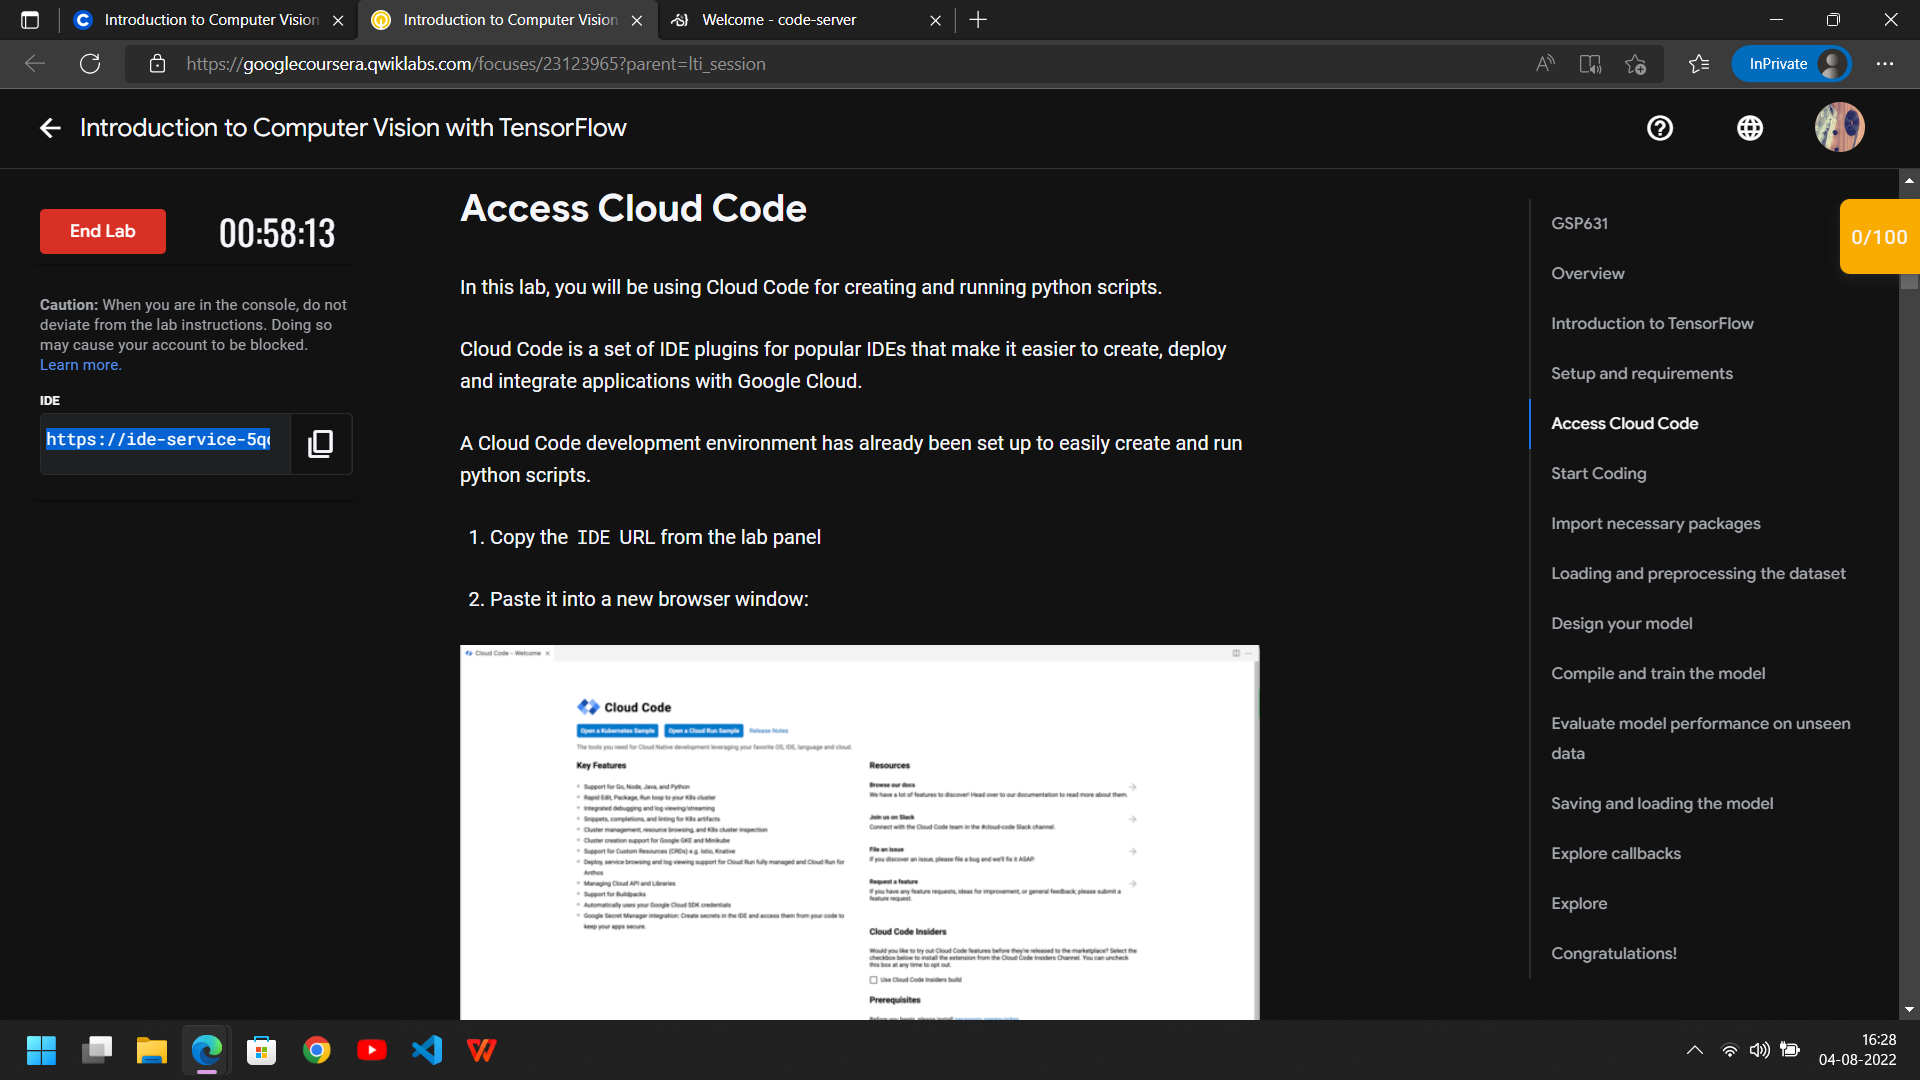 Introduction to Computer Vision
Introduction to Computer Vision
Welcome - code-server
https://googlecoursera.qwiklabs.com/focuses/23123965?parent=lti_session
InPrivate
Introduction to Computer Vision with TensorFlow
End Lab
00:58:13
Caution: When you are in the console, do not
deviate from the lab instructions. Doing so
may cause your account to be blocked.
Learn more.
IDE
https://ide-service-5q
Access Cloud Code
In this lab, you will be using Cloud Code for creating and running python scripts.
Cloud Code is a set of IDE plugins for popular IDEs that make it easier to create, deploy
and integrate applications with Google Cloud.
A Cloud Code development environment has already been set up to easily create and run
python scripts.
1. Copy the IDE URL from the lab panel
2. Paste it into a new browser window:
Cloud Code - Welcome
Cloud Code
Open a Kubernetes Sample
Open a Cloud Run Sample
Release Notes
The tools you need for Cloud Native development leveraging your favorite OS, IDE, language and cloud.
Key Features
Support for Go, Node, Java, and Python
Rapid Edit, Package, Run loop to your K8s cluster
Integrated debugging and log viewing/streaming
Snippets, completions, and linting for K8s artifacts
Cluster management, resource browsing, and K8s cluster inspection
Cluster creation support for Google GKE and Minikube
Support for Custom Resources (CRDs) e.g. Istio, Knative
Deploy, service browsing and log viewing support for Cloud Run fully managed and Cloud Run for
Anthos
Managing Cloud API and Libraries
Support for Buildpacks
Automatically uses your Google Cloud SDK credentials
Google Secret Manager integration: Create secrets in the IDE and access them from your code to
keep your apps secure.
Resources
Browse our docs
We have a lot of features to discover! Head over to our documentation to read more about them.
Join us on Slack
Connect with the Cloud Code team in the #cloud-code Slack channel.
File an issue
If you discover an issue, please file a bug and we'll fix it ASAP.
Request a feature
If you have any feature requests, ideas for improvement, or general feedback; please submit a
feature request.
Cloud Code Insiders
Would you like to try out Cloud Code features before they're released to the marketplace? Select the
checkbox below to install the extension from the Cloud Code Insiders Channel. You can uncheck
this box at any time to opt out.
Use Cloud Code Insiders build
Prerequisites
GSP631
Overview
Introduction to TensorFlow
Setup and requirements
Access Cloud Code
Start Coding
Import necessary packages
Loading and preprocessing the dataset
Design your model
Compile and train the model
Evaluate model performance on unseen
data
Saving and loading the model
Explore callbacks
Explore
Congratulations!
0/100
16:28
04-08-2022